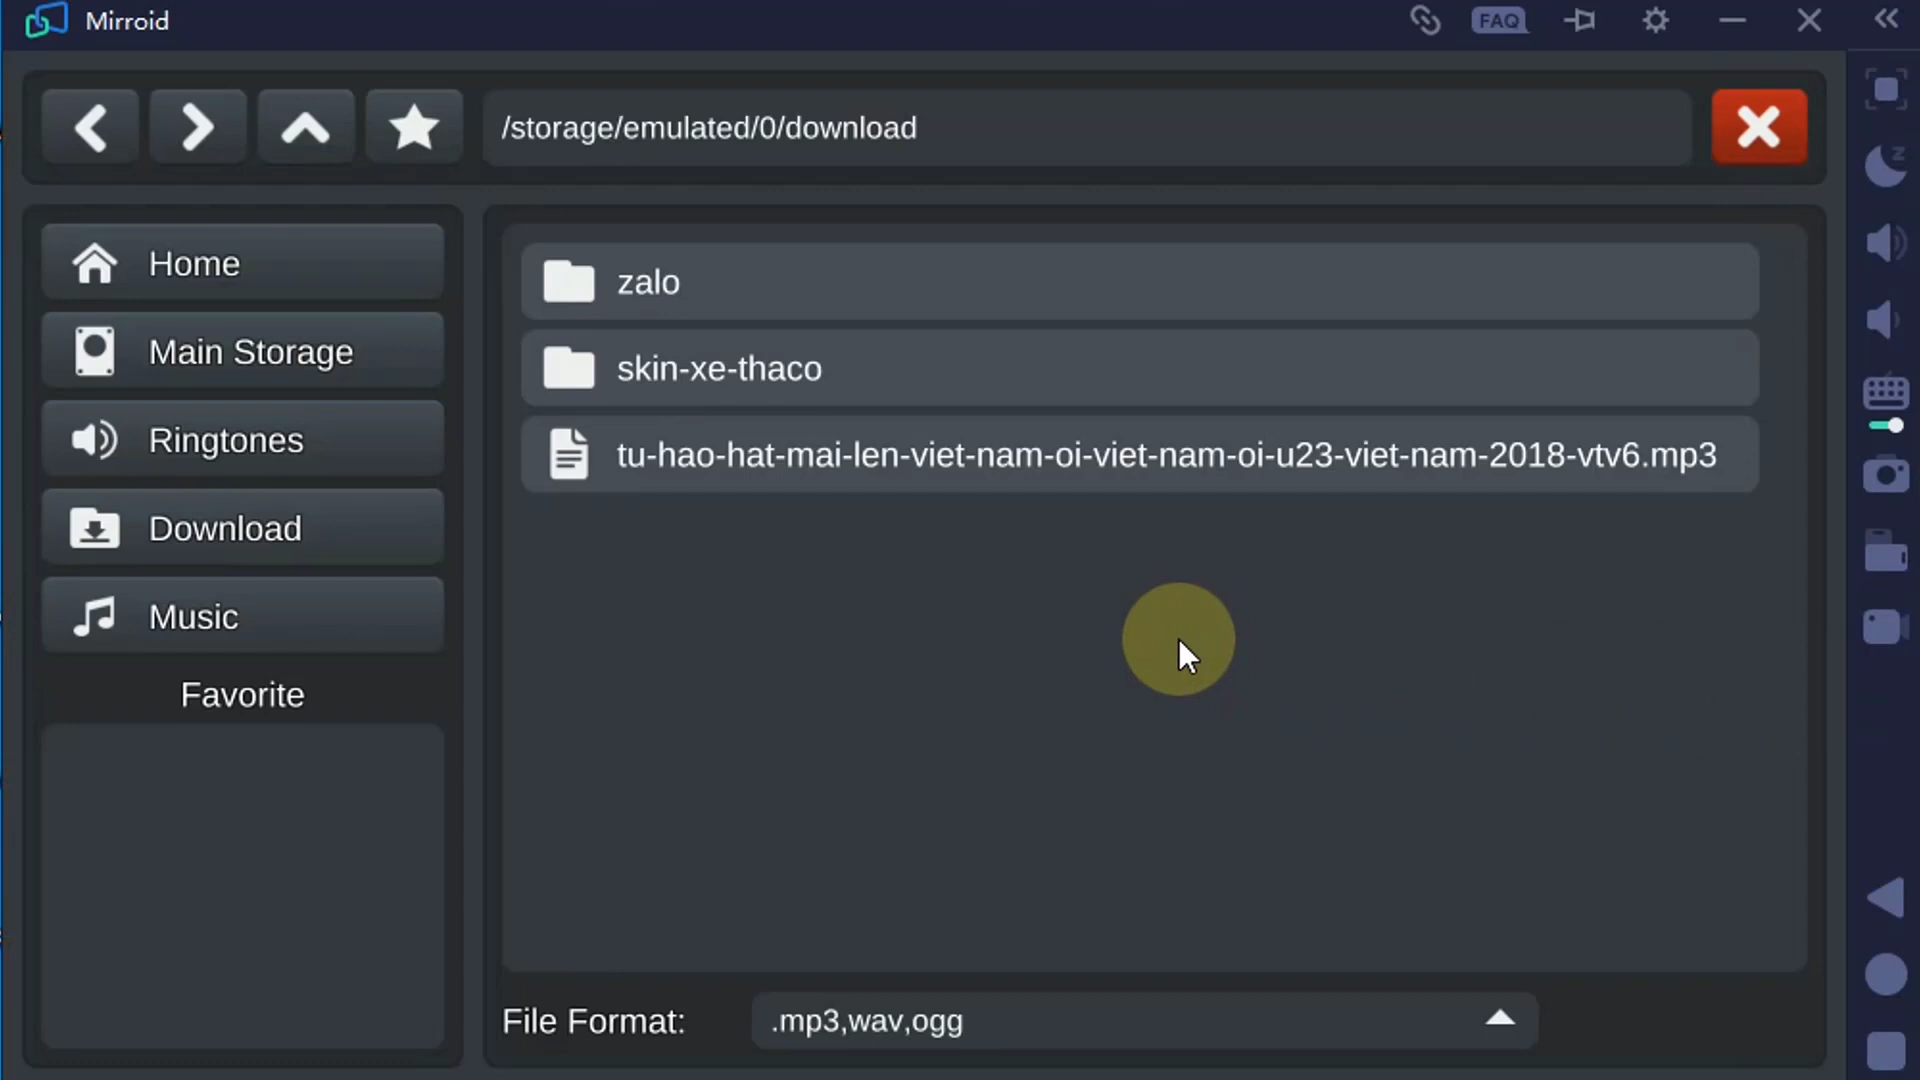 Mirroid
FAQ
/storage/emulated/0/download
Home
Main Storage
Ringtones
Download
Music
Favorite
zalo
skin-xe-thaco
tu-hao-hat-mai-len-viet-nam-oi-viet-nam-oi-u23-viet-nam-2018-vtv6.mp3
File Format:
.mp3,wav,ogg